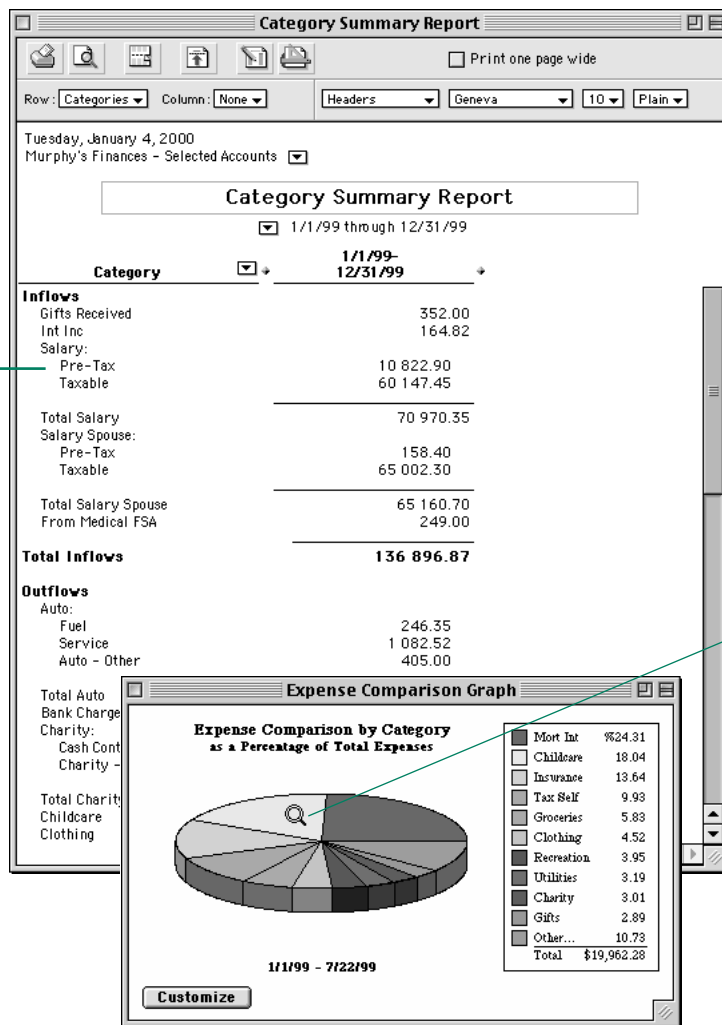 Category Summary Report
Print one page wide
Row: Categories Column: None Headers Geneva 10 Plain
Tuesday, January 4, 2000
Murphy's Finances - Selected Accounts
Category Summary Report
1/1/99 through 12/31/99
Category 1/1/99-
12/31/99
Inflows
Gifts Received 352.00
Int Inc 164.82
Salary:
Pre-Tax 10 822.90
Taxable 60 147.45
Total Salary 70 970.35
Salary Spouse:
Pre-Tax 158.40
Taxable 65 002.30
Total Salary Spouse 65 160.70
From Medical FSA 249.00
Total Inflows 136 896.87
Outflows
Auto:
Fuel 246.35
Service 1 082.52
Auto - Other 405.00
Total Auto
Bank Charge
Charity:
Cash Cont
Charity -
Total Charit
Childcare
Clothing
Expense Comparison Graph
Expense Comparison by Category
as a Percentage of Total Expenses
Mort Int %24.31
Childcare 18.04
Insurance 13.64
Tax Self 9.93
Groceries 5.83
Clothing 4.52
Recreation 3.95
Utilities 3.19
Charity 3.01
Gifts 2.89
Other... 10.73
Total $19,962.28
1/1/99 - 7/22/99
Customize